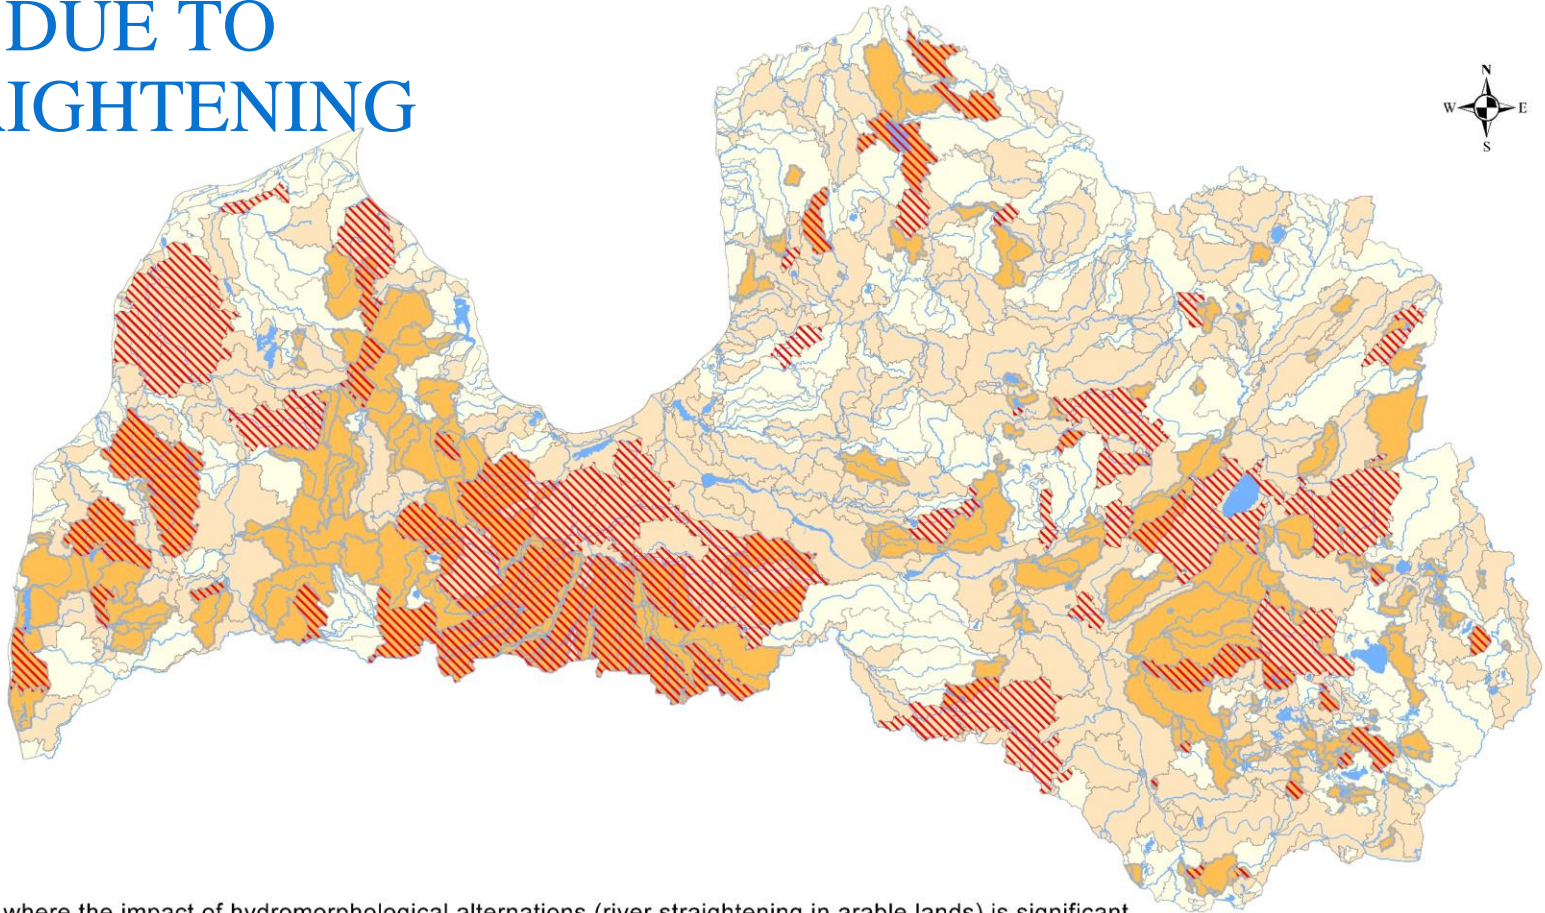 DUE TO
IGHTENING
N
W E
S
where the impact of hydromorphological alternations (river straightening in arable lands) is significant